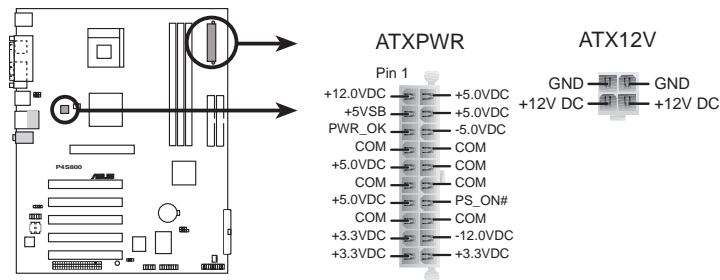 ATXPWR
ATX12V
Pin 1
+12.0VDC +5.0VDC
+5VSB +5.0VDC
PWR_OK -5.0VDC
COM COM
+5.0VDC COM
COM COM
+5.0VDC PS_ON#
COM COM
+3.3VDC -12.0VDC
+3.3VDC +3.3VDC
GND GND
+12V DC +12V DC
P4S800
ASUS